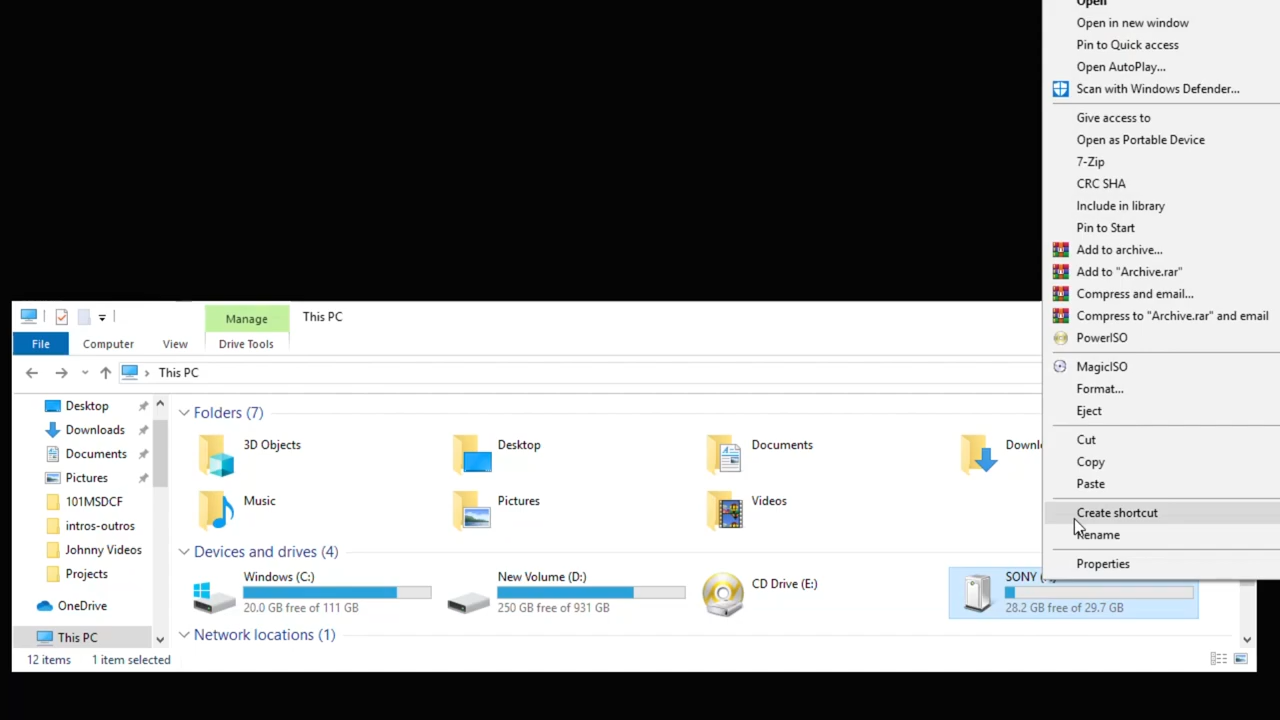 Open
Open in new window
Pin to Quick access
Open AutoPlay...
Scan with Windows Defender...
Give access to
Open as Portable Device
7-Zip
CRC SHA
Include in library
Pin to Start
Add to archive...
Add to "Archive.rar"
Compress and email...
Compress to "Archive.rar" and email
PowerISO
MagicISO
Format...
Eject
Cut
Copy
Paste
Create shortcut
Rename
Properties
Manage
This PC
File
Computer
View
Drive Tools
This PC
Desktop
Downloads
Documents
Pictures
101MSDCF
intros-outros
Johnny Videos
Projects
OneDrive
This PC
Folders (7)
3D Objects
Desktop
Documents
Music
Pictures
Videos
Devices and drives (4)
Windows (C:)
20.0 GB free of 111 GB
New Volume (D:)
250 GB free of 931 GB
CD Drive (E:)
SONY
28.2 GB free of 29.7 GB
Network locations (1)
12 items
1 item selected